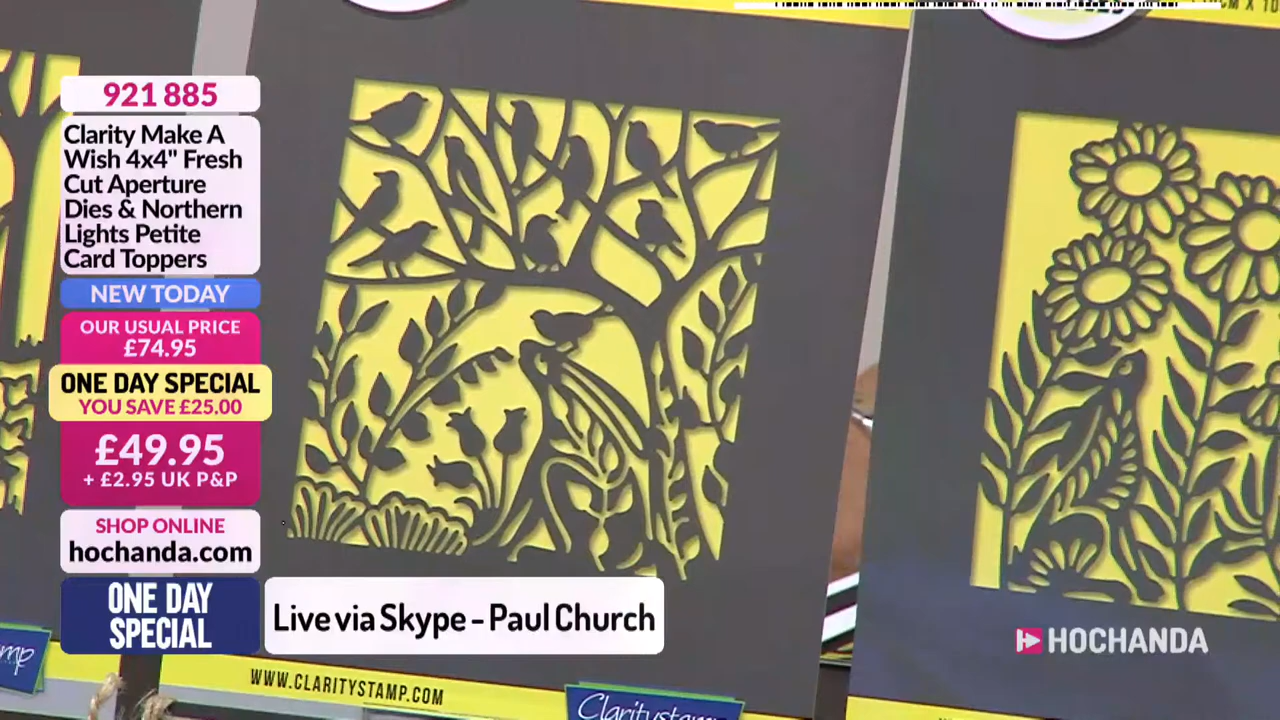 921 885
Clarity Make A
Wish 4x4" Fresh
Cut Aperture
Dies & Northern
Lights Petite
Card Toppers
NEW TODAY
OUR USUAL PRICE
£74.95
ONE DAY SPECIAL
YOU SAVE £25.00
£49.95
+ £2.95 UK P&P
SHOP ONLINE
hochanda.com
ONE DAY
SPECIAL
Live via Skype - Paul Church
HOCHANDA
WWW.CLARITYSTAMP.COM
Claritystamp